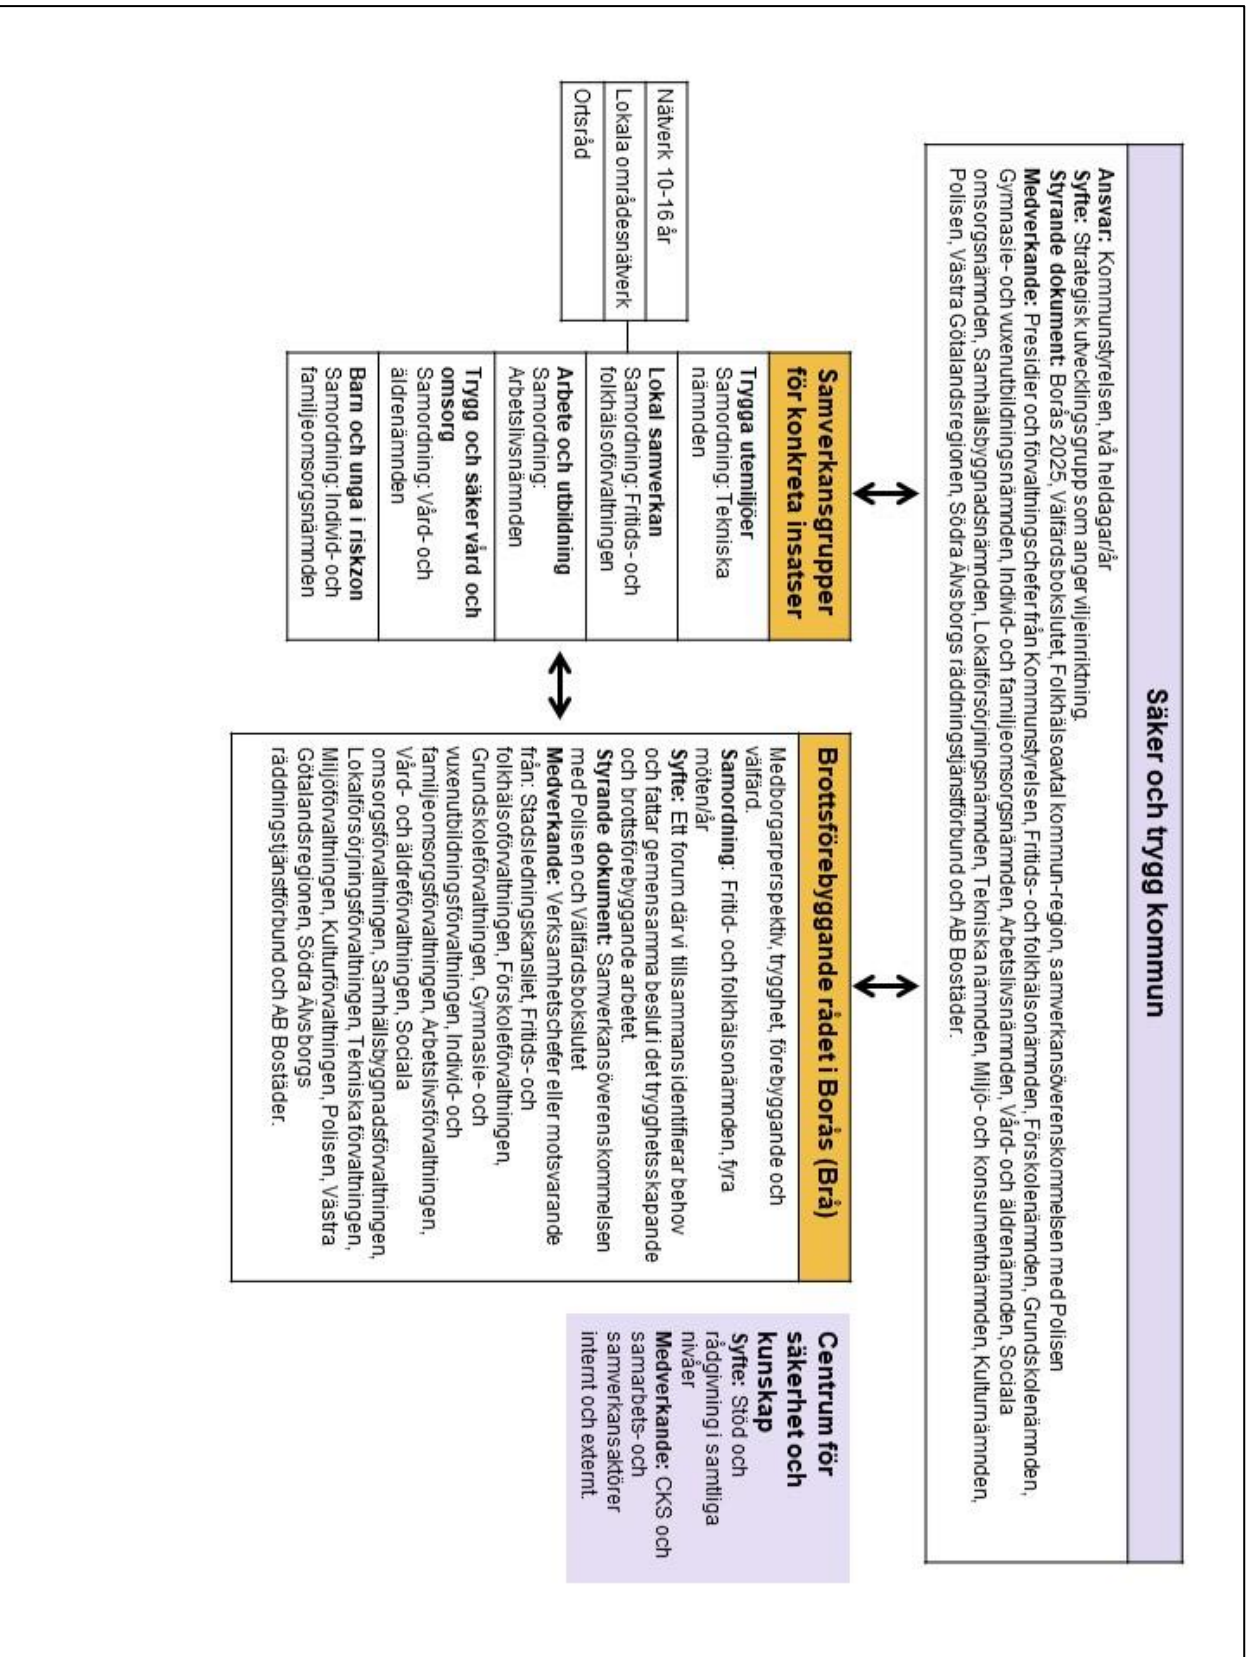 Säker och trygg kommun
Ansvar: Kommunstyrelsen, två heldagar/år
Syfte: Strategisk utvecklingsgrupp som anger viljeinriktning.
Styrande dokument: Borås 2025, Välfärdsbokslutet, Folkhälsoavtal kommun-region, samverkansöverenskommelsen med Polisen
Medverkande: Presidier och förvaltningschefer från Kommunstyrelsen, Fritids- och folkhälsonämnden, Förskolenämnden, Grundskolenämnden,
Gymnasie- och vuxenutbildningsnämnden, Individ- och familjeomsorgsnämnden, Arbetslivsnämnden, Vård- och äldrenämnden, Sociala
omsorgsnämnden, Samhällsbyggnadsnämnden, Lokalförsörjningsnämnden, Tekniska nämnden, Miljö- och konsumentnämnden, Kulturnämnden,
Polisen, Västra Götalandsregionen, Södra Älvsborgs räddningstjänstförbund och AB Bostäder.
Nätverk 10-16 år
Lokala områdesnätverk
Ortsråd
Samverkansgrupper
för konkreta insatser
Trygga utemiljöer
Samordning: Tekniska
nämnden
Lokal samverkan
Samordning: Fritids- och
folkhälsoförvaltningen
Arbete och utbildning
Samordning:
Arbetslivsnämnden
Trygg och säker vård och
omsorg
Samordning: Vård- och
äldrenämnden
Barn och unga i riskzon
Samordning: Individ- och
familjeomsorgsnämnden
Brottsförebyggande rådet i Borås (Brå)
Medborgarperspektiv, trygghet, förebyggande och
välfärd.
Samordning: Fritid- och folkhälsonämnden, fyra
möten/år
Syfte: Ett forum där vi tillsammans identifierar behov
och fattar gemensamma beslut i det trygghetsskapande
och brottsförebyggande arbetet.
Styrande dokument: Samverkansöverenskommelsen
med Polisen och Välfärdsbokslutet
Medverkande: Verksamhetschefer eller motsvarande
från: Stadsledningskansliet, Fritids- och
folkhälsoförvaltningen, Förskoleförvaltningen,
Grundskoleförvaltningen, Gymnasie- och
vuxenutbildningsförvaltningen, Individ- och
familjeomsorgsförvaltningen, Arbetslivsförvaltningen,
Vård- och äldreförvaltningen, Sociala
omsorgsförvaltningen, Samhällsbyggnadsförvaltningen,
Lokalförsörjningsförvaltningen, Tekniska förvaltningen,
Miljöförvaltningen, Kulturförvaltningen, Polisen, Västra
Götalandsregionen, Södra Älvsborgs
räddningstjänstförbund och AB Bostäder.
Centrum för
säkerhet och
kunskap
Syfte: Stöd och
rådgivning i samtliga
nivåer
Medverkande: CKS och
samarbets- och
samverkansaktörer
internt och externt.